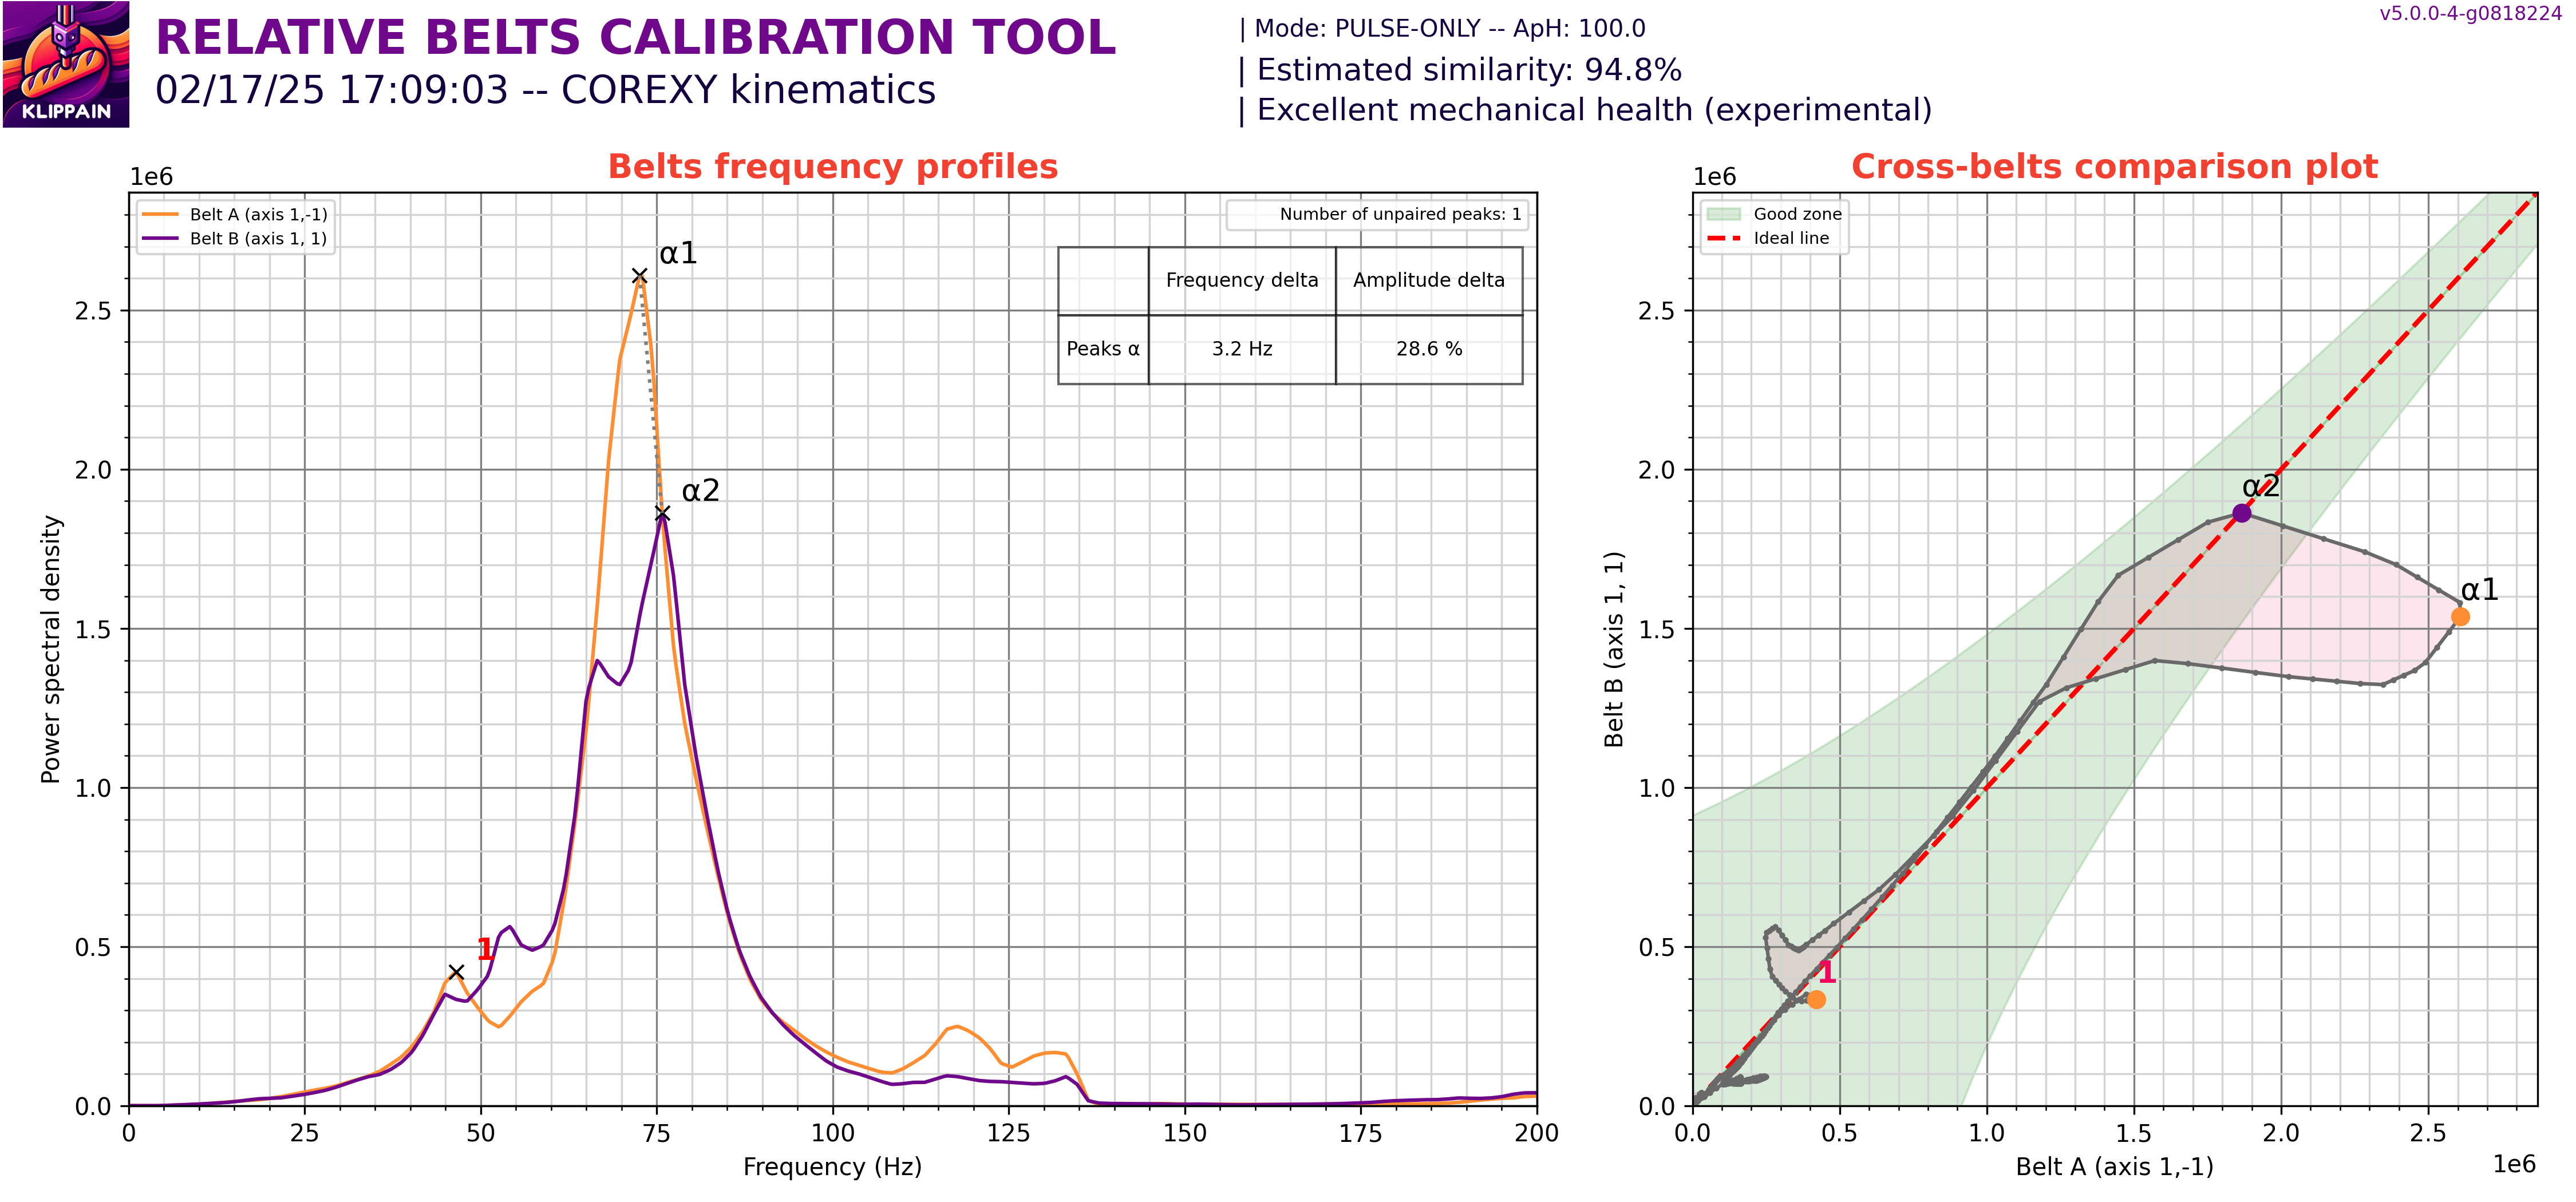 v5.0.0-4-g0818224
KLIPPAIN
RELATIVE BELTS CALIBRATION TOOL
02/17/25 17:09:03 -- COREXY kinematics
| Mode: PULSE-ONLY -- ApH: 100.0
| Estimated similarity: 94.8%
| Excellent mechanical health (experimental)
Belts frequency profiles
1e6
Belt A (axis 1,-1)
Belt B (axis 1, 1)
Number of unpaired peaks: 1
Frequency delta Amplitude delta
Peaks α 3.2 Hz 28.6 %
α1
α2
1
2.5
2.0
1.5
1.0
0.5
0.0
Power spectral density
0 25 50 75 100 125 150 175 200
Frequency (Hz)
Cross-belts comparison plot
1e6
Good zone
Ideal line
α2
α1
1
2.5
2.0
1.5
1.0
0.5
0.0
Belt B (axis 1, 1)
0.0 0.5 1.0 1.5 2.0 2.5
Belt A (axis 1,-1)
1e6